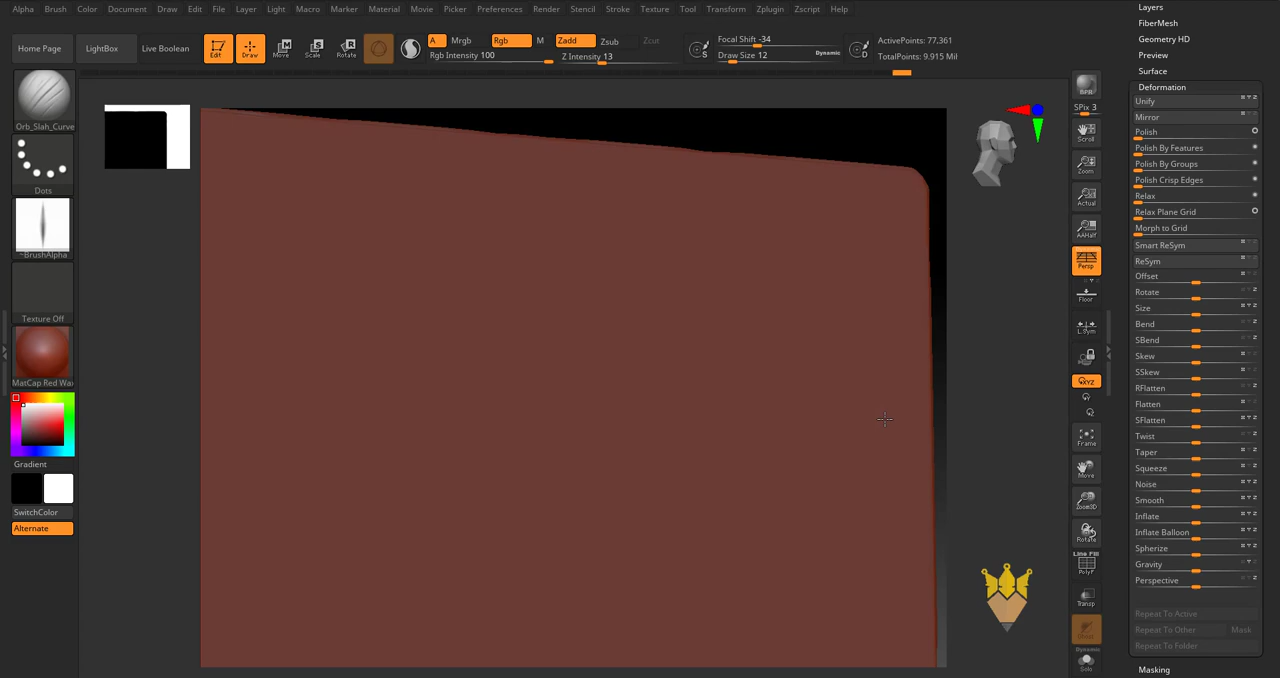 Alpha Brush Color Document Draw Edit File Layer Light Macro Marker Material Movie Picker Preferences Render Stencil Stroke Texture Tool Transform Zplugin Zscript Help
Home Page LightBox Live Boolean Edit Draw Move Scale Rotate A Mrgb Rgb M Zadd Zsub Zcut
Rgb Intensity 100 Z Intensity 13
S Focal Shift -34
Draw Size 12 Dynamic D
ActivePoints: 77,361
TotalPoints: 9.915 Mil
Orb_Slah_Curve
Dots
~BrushAlpha
Texture Off
MatCap Red Wa
Gradient
SwitchColor
Alternate
BPR
SPix 3
Scroll
Zoom
Actual
AAHalf
Dynamic
Persp
Floor
L.Sym
XYZ
Frame
Move
Zoom3D
Rotate
Line Fill
PolyF
Transp
Dynamic
Solo
Layers
FiberMesh
Geometry HD
Preview
Surface
Deformation
Unify
Mirror
Polish
Polish By Features
Polish By Groups
Polish Crisp Edges
Relax
Relax Plane Grid
Morph to Grid
Smart ReSym
ReSym
Offset
Rotate
Size
Bend
SBend
Skew
SSkew
RFlatten
Flatten
SFlatten
Twist
Taper
Squeeze
Noise
Smooth
Inflate
Inflate Balloon
Spherize
Gravity
Perspective
Repeat To Active
Repeat To Other Mask
Repeat To Folder
Masking